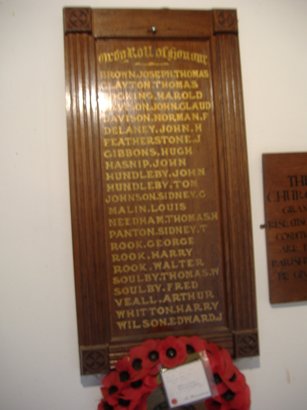 Roll of Honour
BROWN, JOSEPH, THOMAS
CLAYTON, THOMAS
HAROLD
JOHN, CLAUD
DAVISON, NORMAN, F
DELANEY, JOHN, H
FEATHERSTONE, J
GIBBONS, HUGH
HASNIP, JOHN
HUNDLEBY, JOHN
HUNDLEBY, TOM
JOHNSON, SIDNEY, G
MALIN, LOUIS
NEEDHAM, THOMAS, H
PANTON, SIDNEY, T
ROOK, GEORGE
ROOK, HARRY
ROOK, WALTER
SOULBY, THOMAS, W
SOULBY, FRED
VEALL, ARTHUR
WHITTON, HARRY
WILSON, EDWARD, J